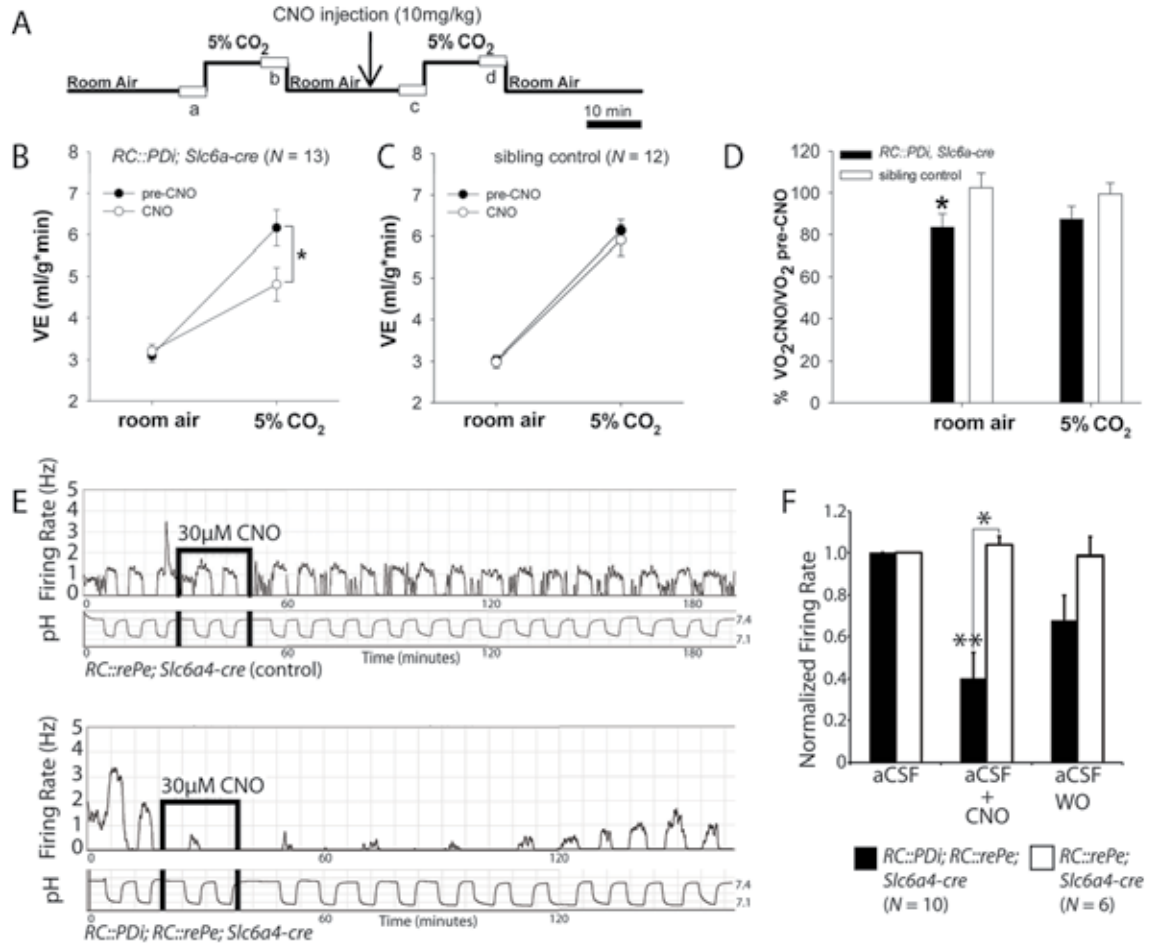 A
CNO injection (10mg/kg)
5% CO2
5% CO2
Room Air
Room Air
Room Air
a
b
c
d
10 min
B
RC::PDi; Slc6a-cre (N = 13)
pre-CNO
CNO
VE (ml/g*min)
8
7
6
5
4
3
2
*
room air
5% CO2
C
sibling control (N = 12)
pre-CNO
CNO
VE (ml/g*min)
8
7
6
5
4
3
2
room air
5% CO2
D
RC::PDi, Slc6a-cre
sibling control
% VO2CNO/VO2 pre-CNO
120
100
80
60
40
20
0
*
room air
5% CO2
E
Firing Rate (Hz)
5
4
3
2
1
0
30µM CNO
0
60
120
180
pH
7.4
7.1
0
60
120
180
Time (minutes)
RC::rePe; Slc6a4-cre (control)
Firing Rate (Hz)
5
4
3
2
1
0
30µM CNO
0
60
120
pH
7.4
7.1
0
60
120
Time (minutes)
RC::PDi; RC::rePe; Slc6a4-cre
F
Normalized Firing Rate
1.2
1.0
0.8
0.6
0.4
0.2
0
*
**
aCSF
aCSF
+
CNO
aCSF
WO
RC::PDi; RC::rePe;
Slc6a4-cre
(N = 10)
RC::rePe;
Slc6a4-cre
(N = 6)